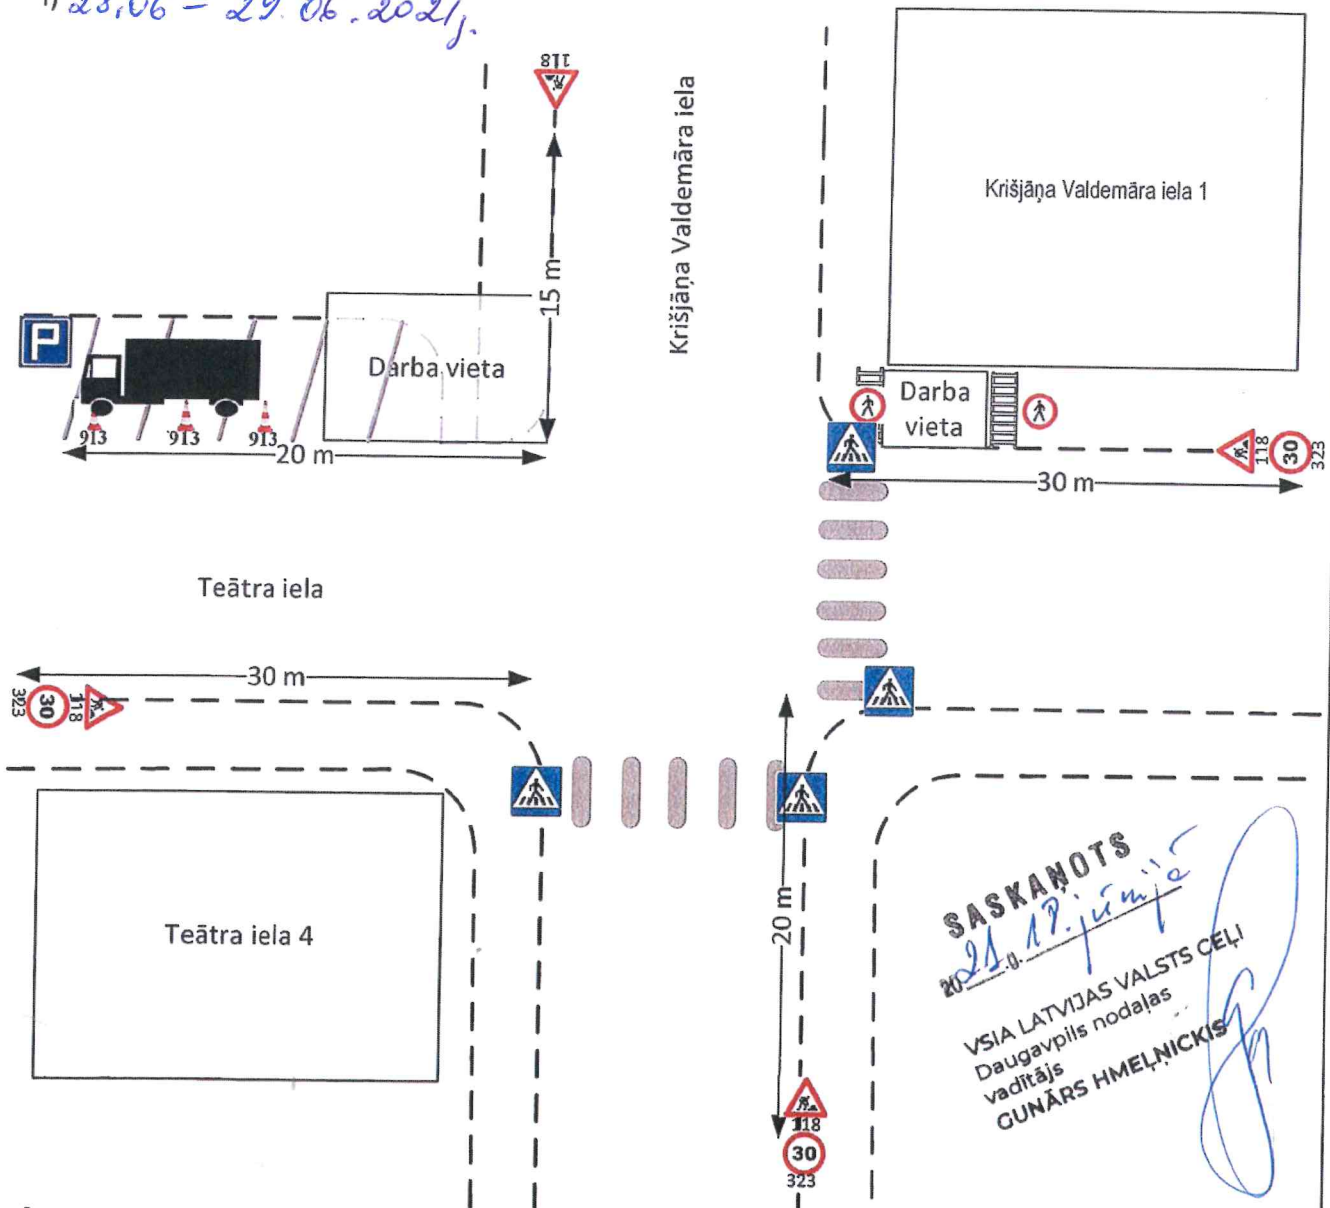 28.06 - 29.06.2021.
118
Krišjāņa Valdemāra iela
Krišjāņa Valdemāra iela 1
15 m
P
Darba vieta
913
913
913
20 m
Darba
vieta
118
30
323
30 m
Teātra iela
30 m
323
30
118
Teātra iela 4
20 m
118
30
323
SASKAŅOTS
2021. 18. jūnijā
VSIA LATVIJAS VALSTS CEĻI
Daugavpils nodaļas
vadītājs
GUNĀRS HMEĻŅICKIS